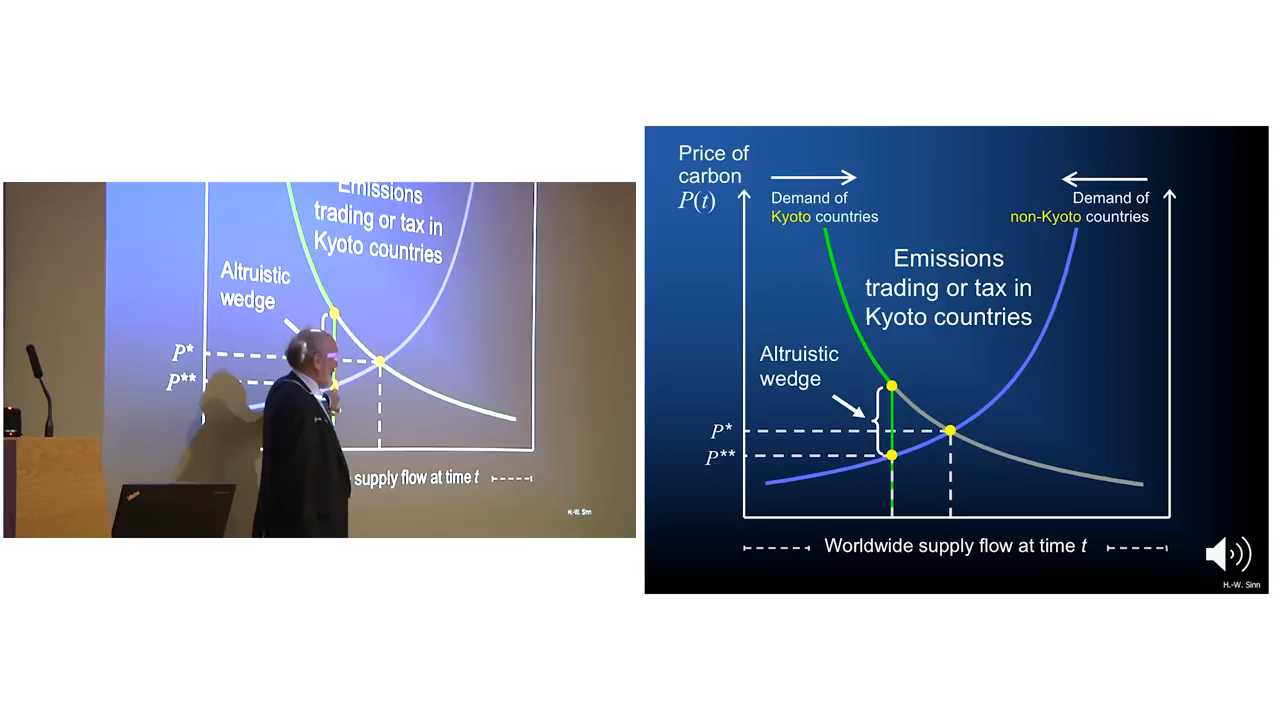 Emissions
trading or tax in
Kyoto countries
Altruistic
wedge
P*
P**
supply flow at time t
H.-W. Sinn
Price of
carbon
P(t)
Demand of
Kyoto countries
Demand of
non-Kyoto countries
Emissions
trading or tax in
Kyoto countries
Altruistic
wedge
P*
P**
Worldwide supply flow at time t
H.-W. Sinn